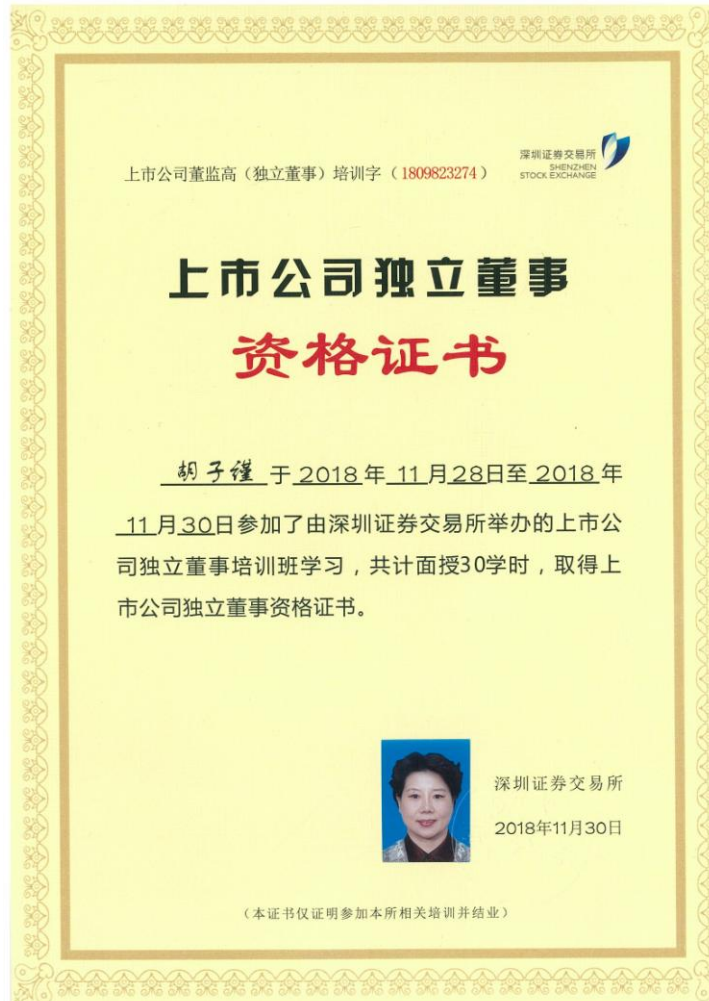 上市公司董监高（独立董事）培训字（1809823274）
深圳证券交易所
SHENZHEN
STOCK EXCHANGE
上市公司独立董事
资格证书
胡子瑾 于 2018 年 11 月 28 日至 2018 年
11 月 30 日参加了由深圳证券交易所举办的上市公
司独立董事培训班学习，共计面授30学时，取得上
市公司独立董事资格证书。
深圳证券交易所
2018年11月30日
（本证书仅证明参加本所相关培训并结业）